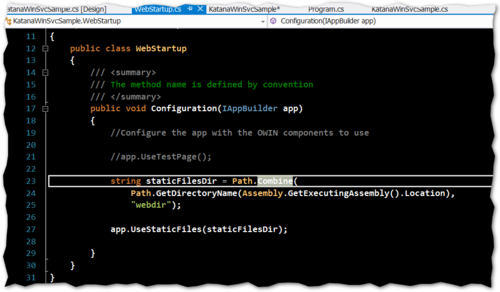 KatanaWinSvcSample.cs [Design] WebStartup.cs KatanaWinSvcSample* Program.cs KatanaWinSvcSample.cs
KatanaWinSvcSample.WebStartup Configuration(IAppBuilder app)
11 {
12 public class WebStartup
13 {
14 /// <summary>
15 /// The method name is defined by convention
16 /// </summary>
17 public void Configuration(IAppBuilder app)
18 {
19 //Configure the app with the OWIN components to use
20
21 //app.UseTestPage();
22
23 string staticFilesDir = Path.Combine(
24 Path.GetDirectoryName(Assembly.GetExecutingAssembly().Location),
25 "webdir");
26
27 app.UseStaticFiles(staticFilesDir);
28
29 }
30 }
31 }